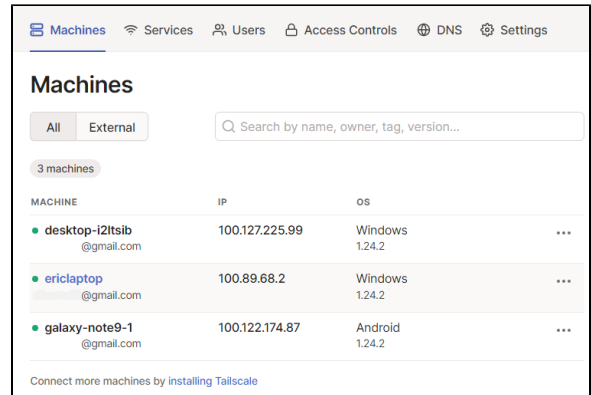 Machines Services Users Access Controls DNS Settings
Machines
All External
Search by name, owner, tag, version...
3 machines
MACHINE IP OS
desktop-i2ltsib 100.127.225.99 Windows
@gmail.com 1.24.2
ericlaptop 100.89.68.2 Windows
@gmail.com 1.24.2
galaxy-note9-1 100.122.174.87 Android
@gmail.com 1.24.2
Connect more machines by installing Tailscale